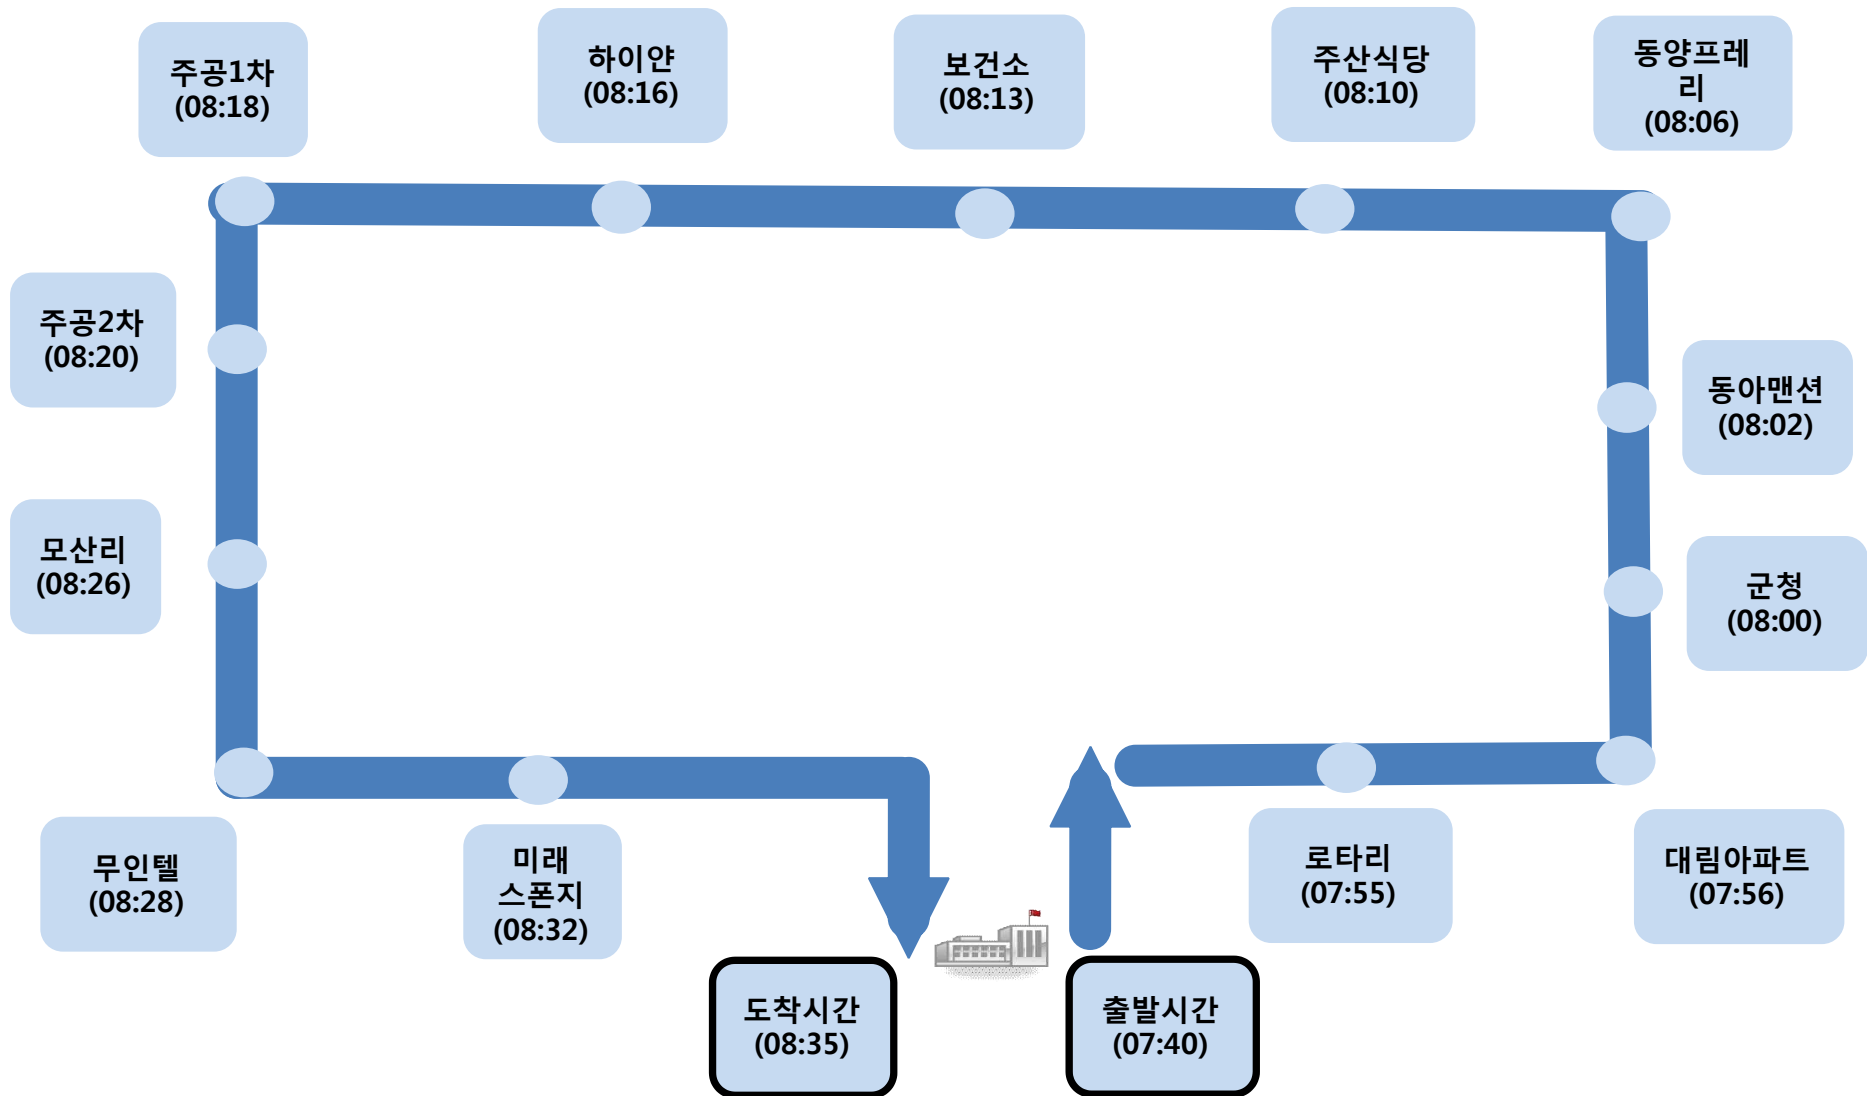 주공1차
(08:18)
하이얀
(08:16)
보건소
(08:13)
주산식당
(08:10)
동양프레
리
(08:06)
주공2차
(08:20)
동아맨션
(08:02)
모산리
(08:26)
군청
(08:00)
무인텔
(08:28)
미래
스폰지
(08:32)
로타리
(07:55)
대림아파트
(07:56)
도착시간
(08:35)
출발시간
(07:40)